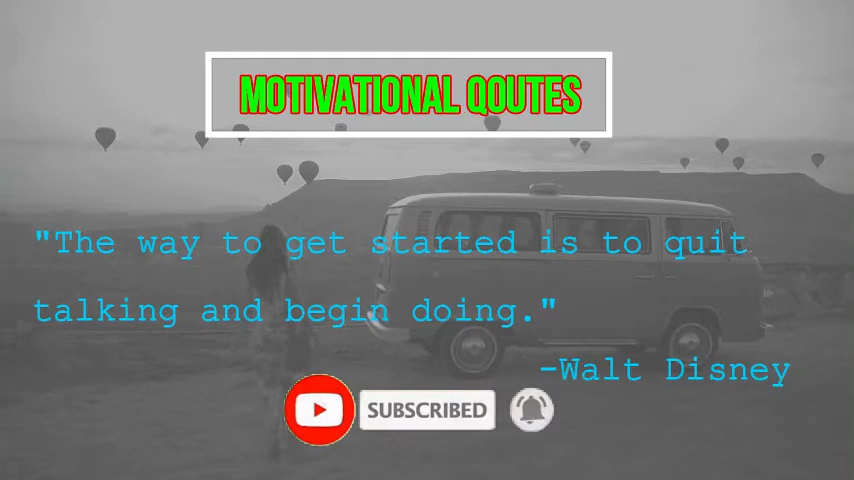 MOTIVATIONAL QOUTES
"The way to get started is to quit
talking and begin doing."
-Walt Disney
SUBSCRIBED